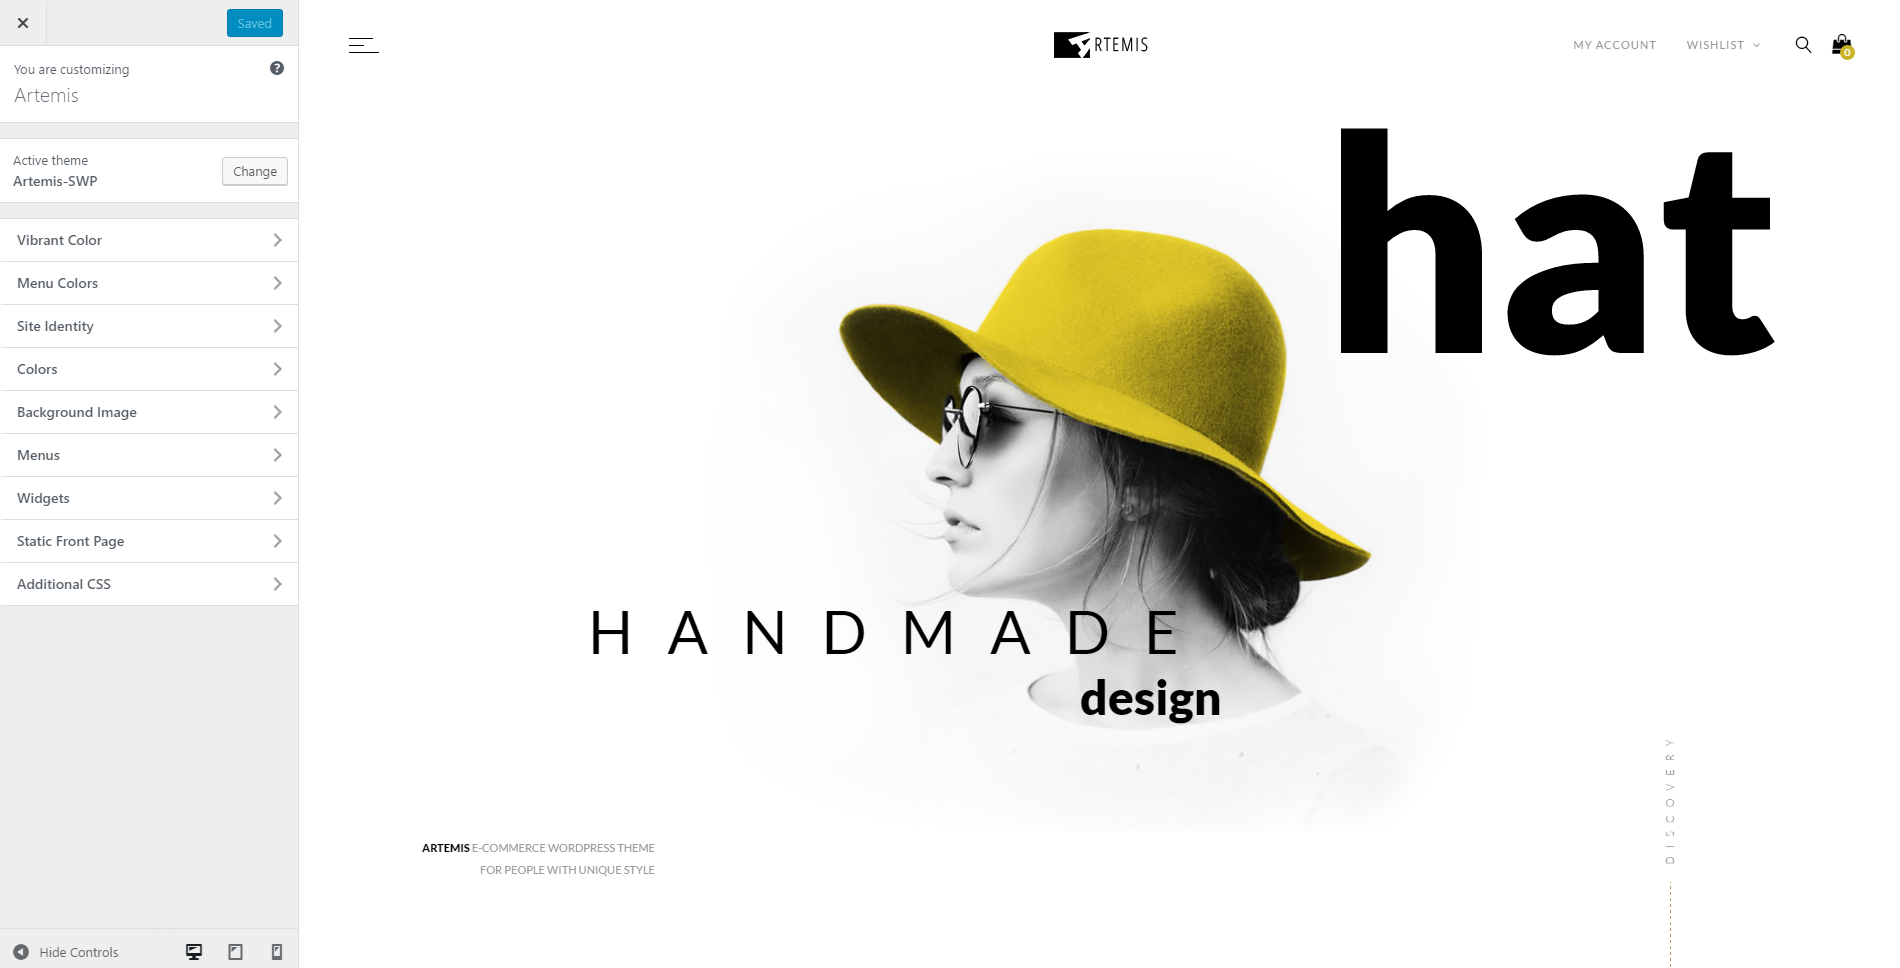 Saved
You are customizing
Artemis
Active theme
Artemis-SWP
Change
Vibrant Color
Menu Colors
Site Identity
Colors
Background Image
Menus
Widgets
Static Front Page
Additional CSS
Hide Controls
RTEMIS
MY ACCOUNT
WISHLIST
0
hat
HANDMADE
design
ARTEMIS E-COMMERCE WORDPRESS THEME
FOR PEOPLE WITH UNIQUE STYLE
DISCOVERY